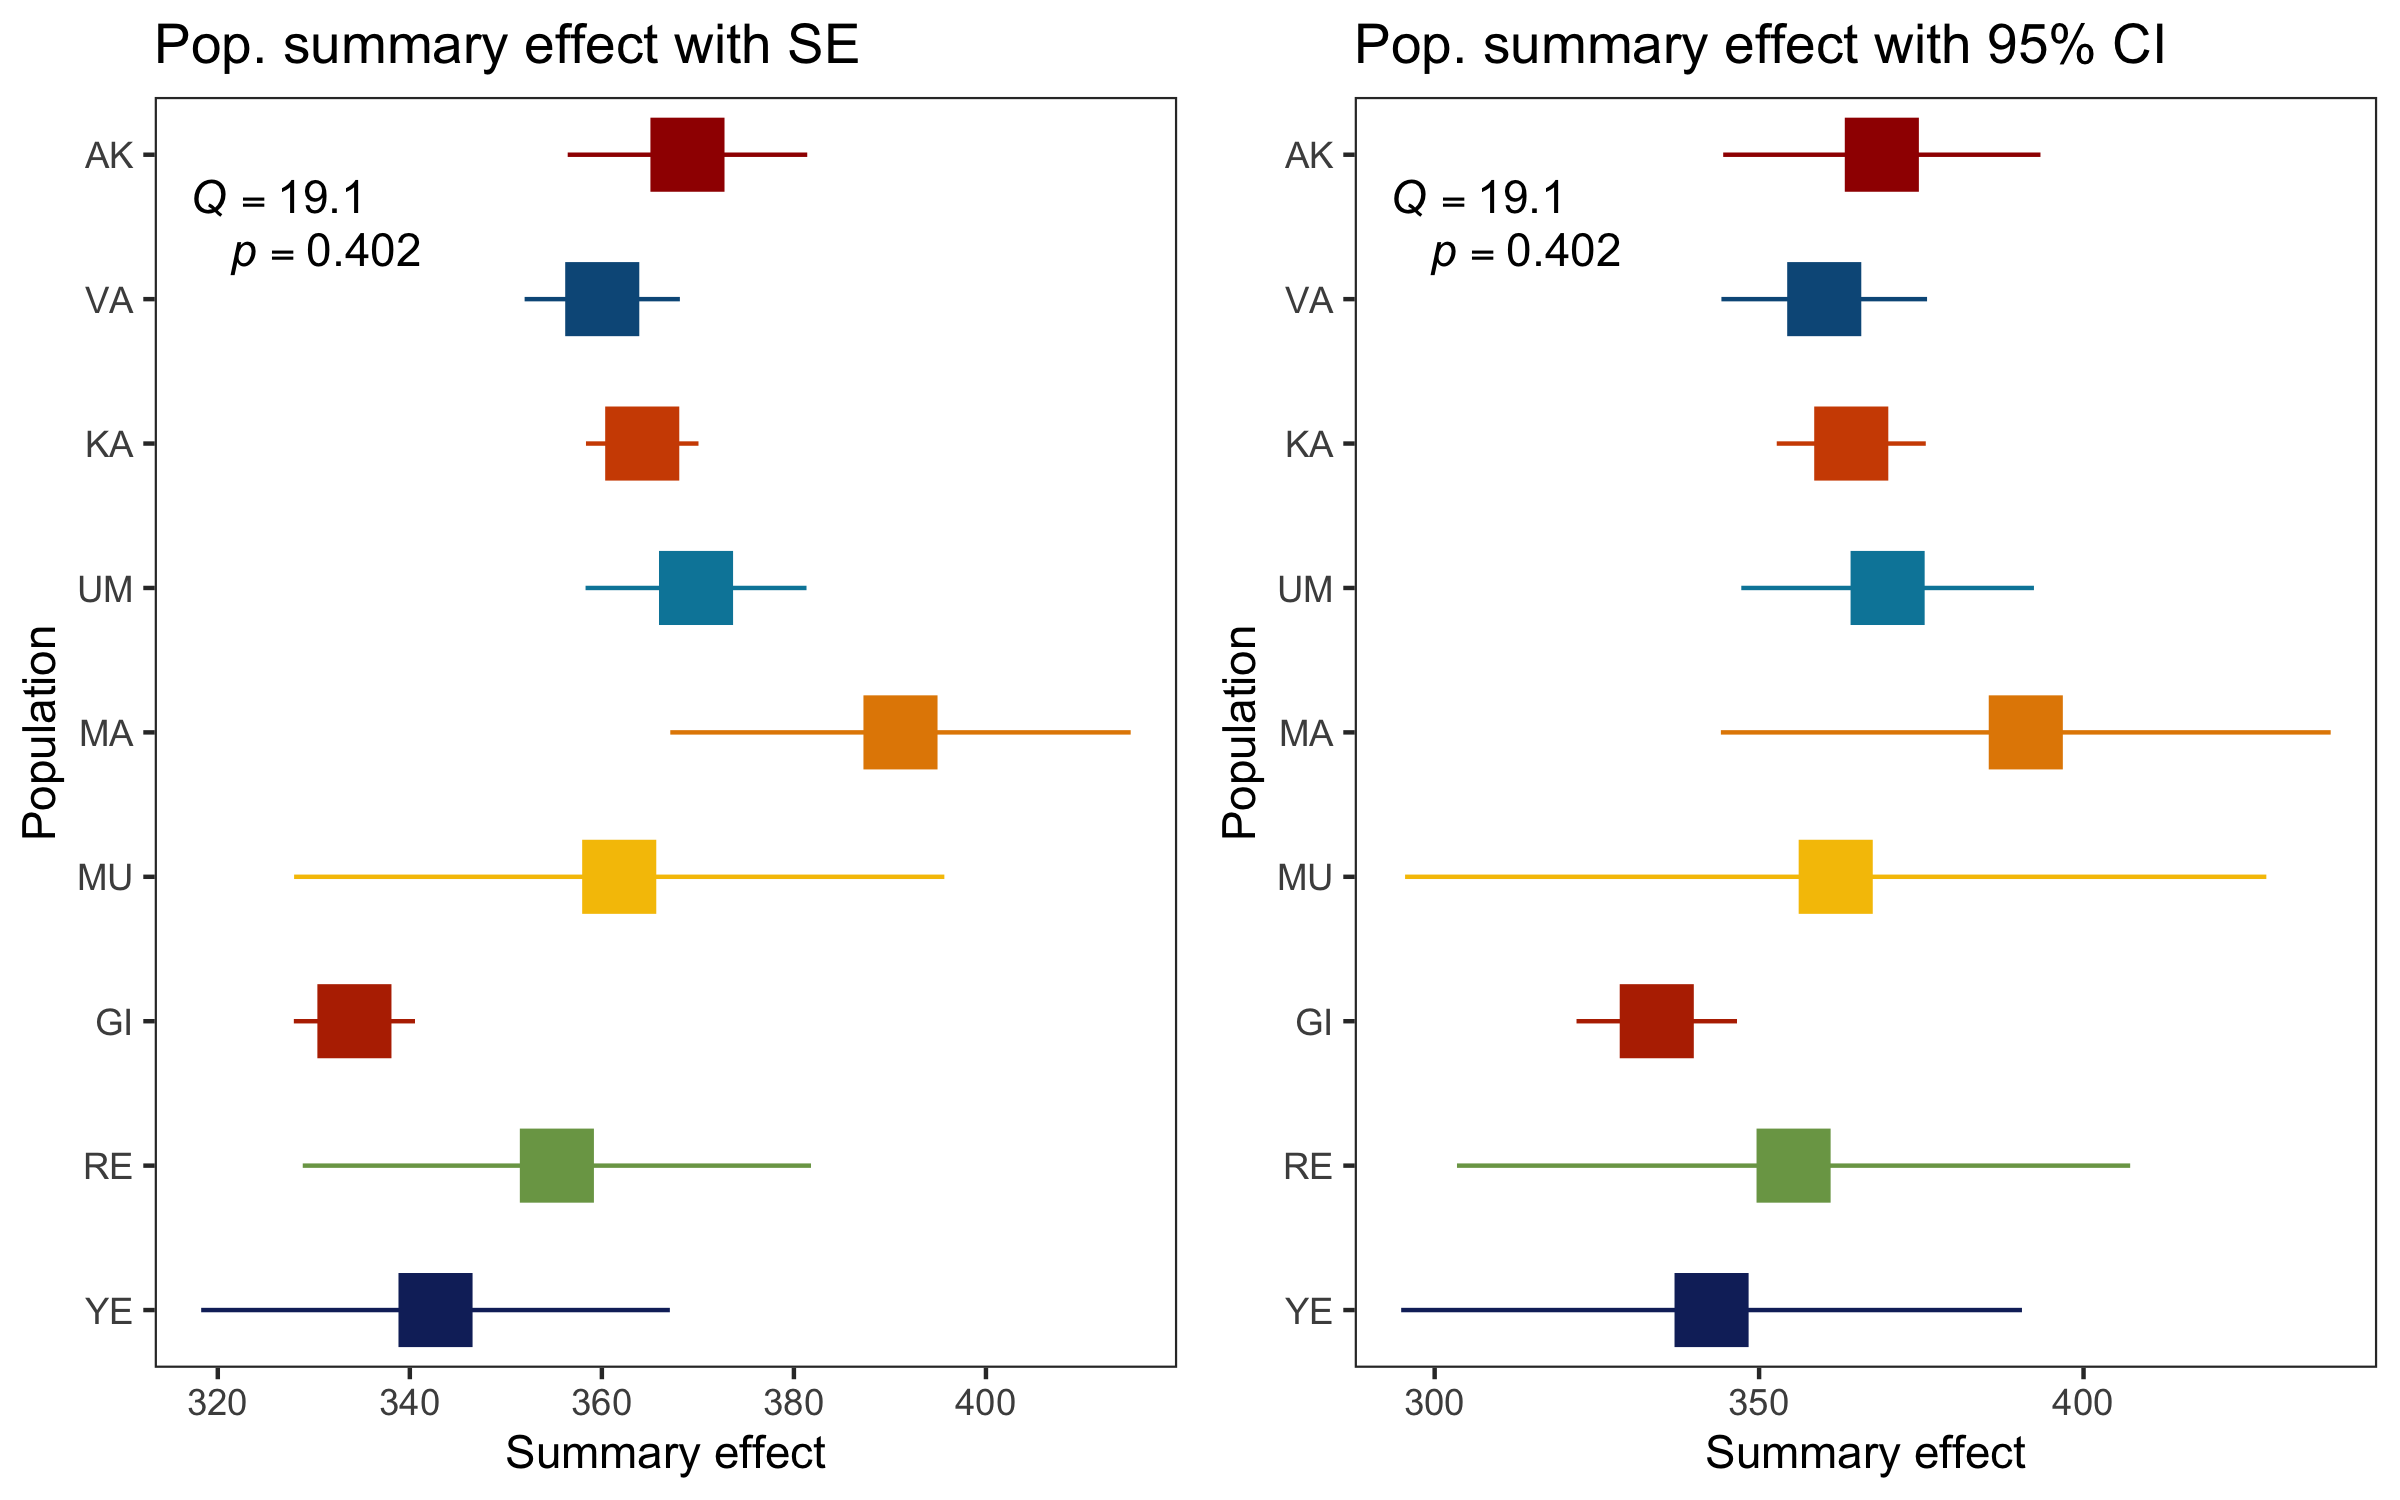 Pop. summary effect with SE
Q = 19.1
p = 0.402
AK
VA
KA
UM
MA
MU
GI
RE
YE
Population
320 340 360 380 400
Summary effect
Pop. summary effect with 95% CI
Q = 19.1
p = 0.402
AK
VA
KA
UM
MA
MU
GI
RE
YE
Population
300 350 400
Summary effect